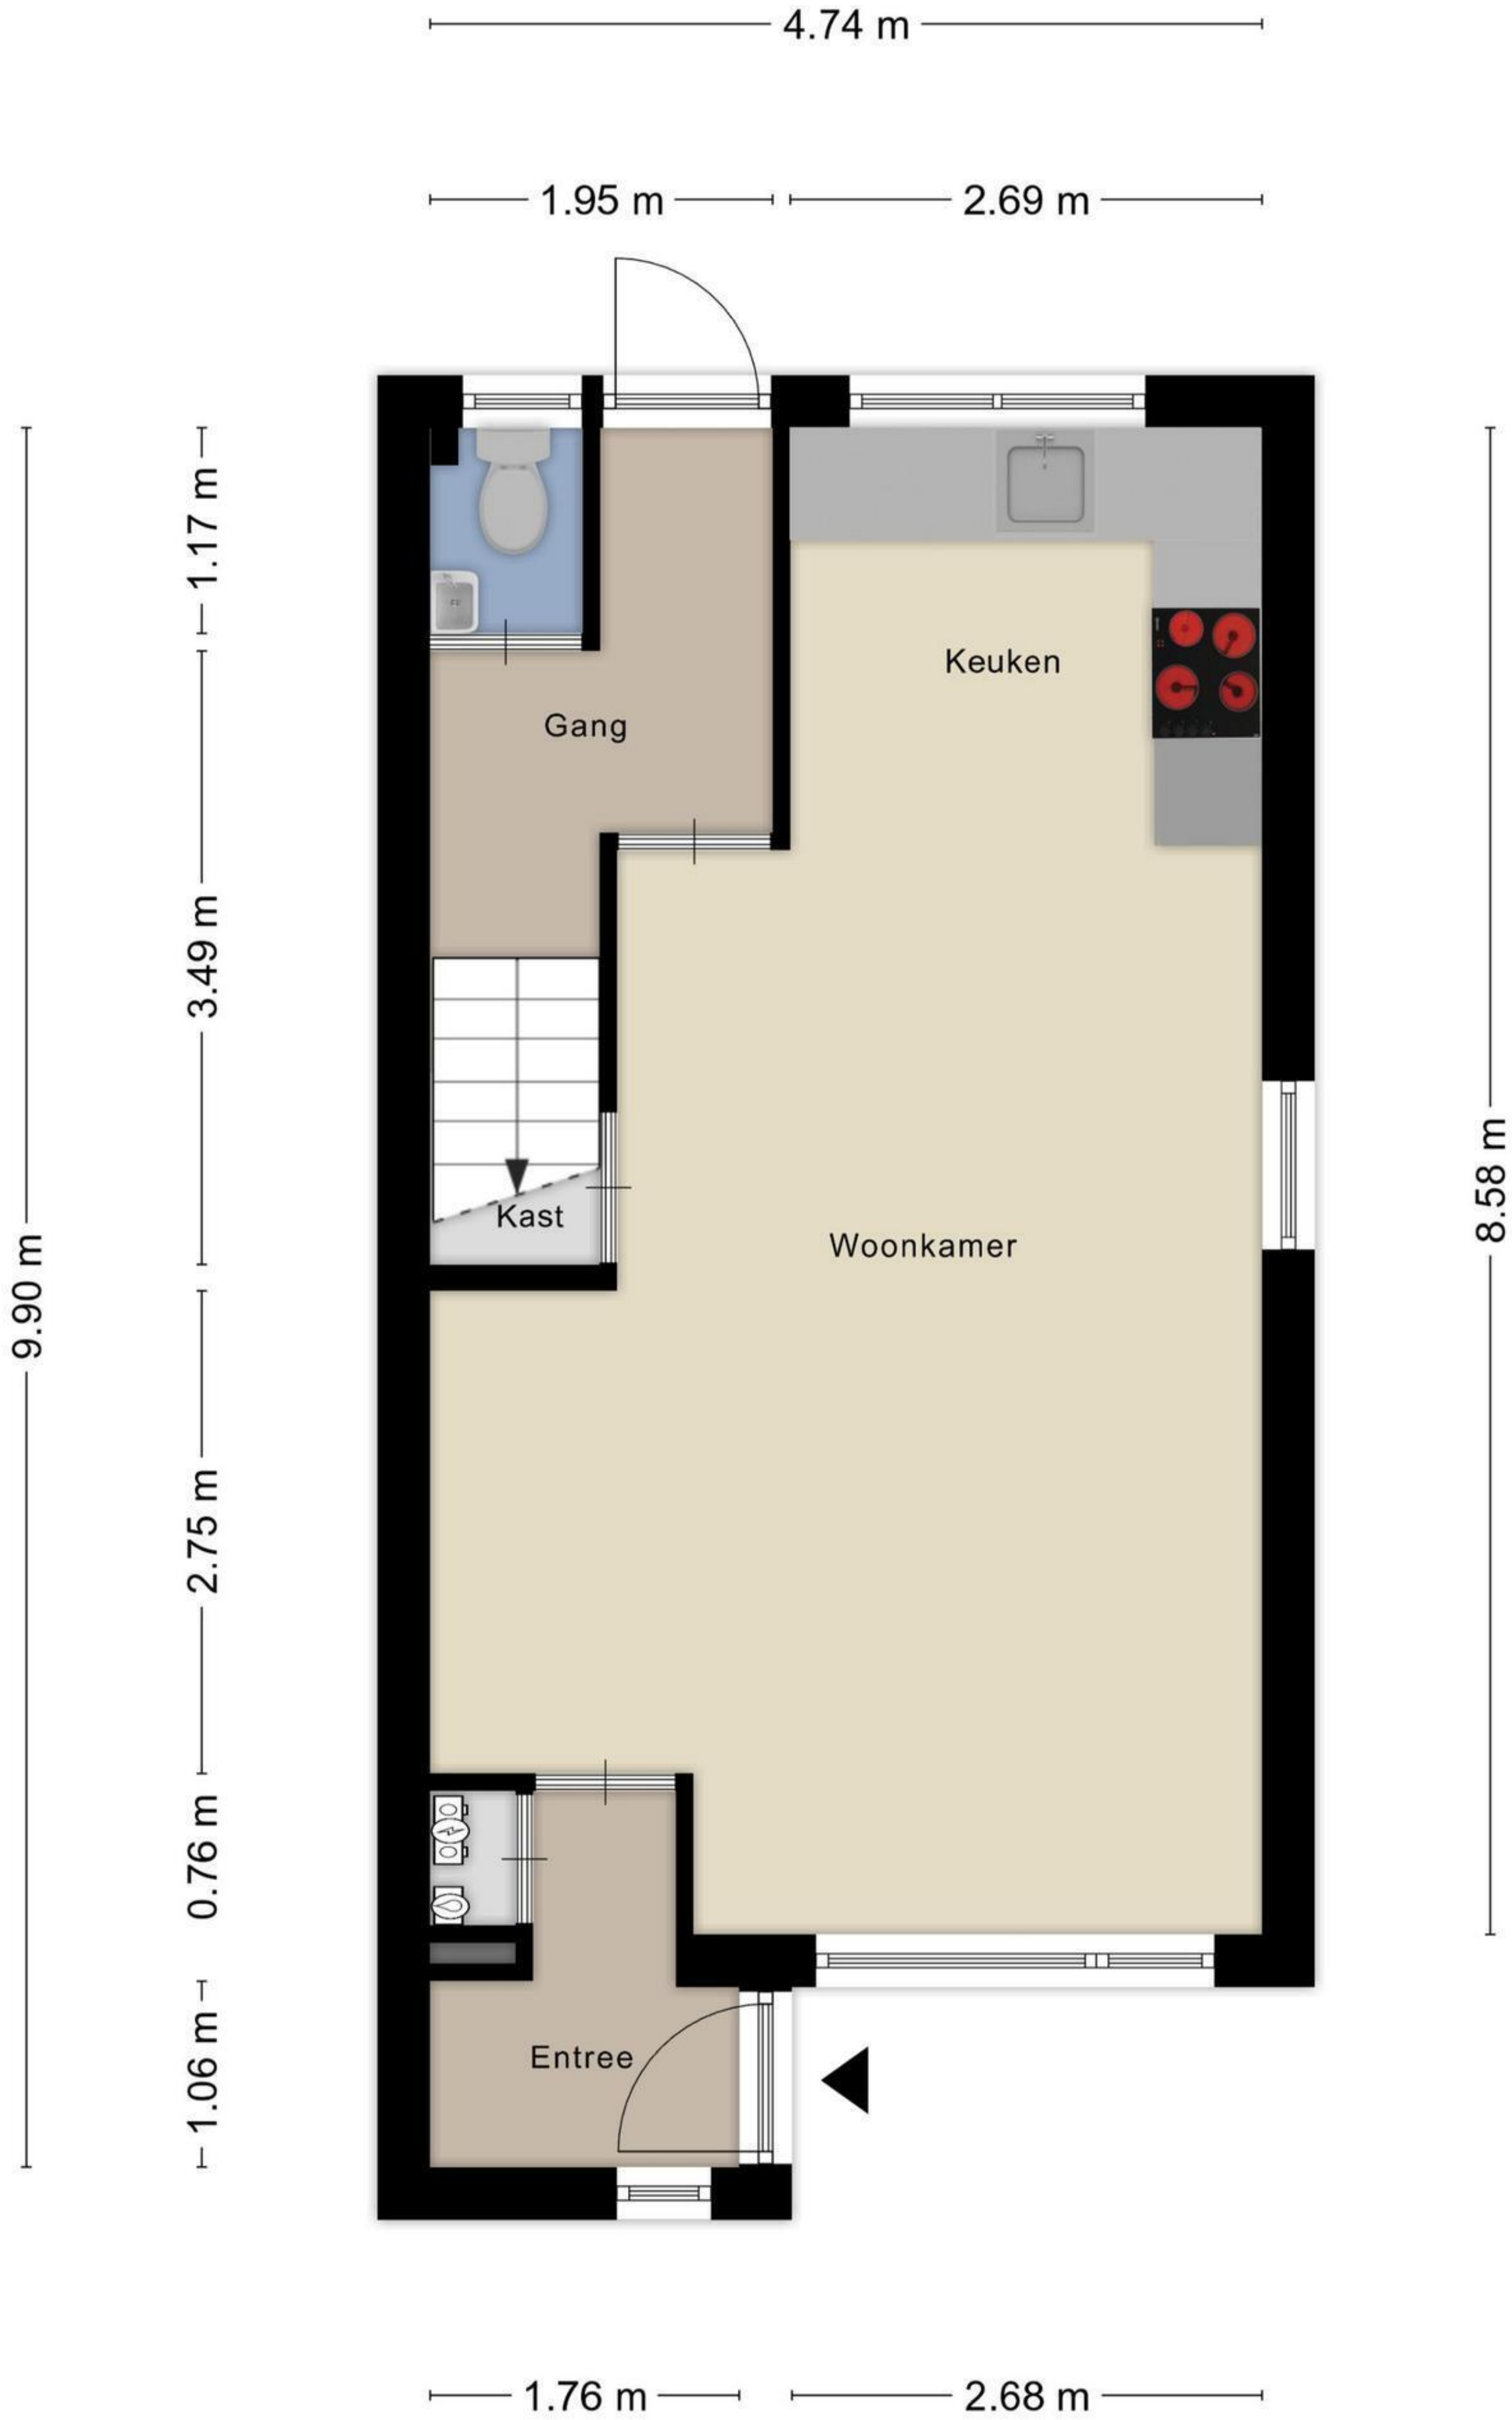 4.74 m
1.95 m
2.69 m
1.17 m
Keuken
Gang
3.49 m
8.58 m
Kast
Woonkamer
9.90 m
2.75 m
0.76 m
Entree
1.06 m
1.76 m
2.68 m